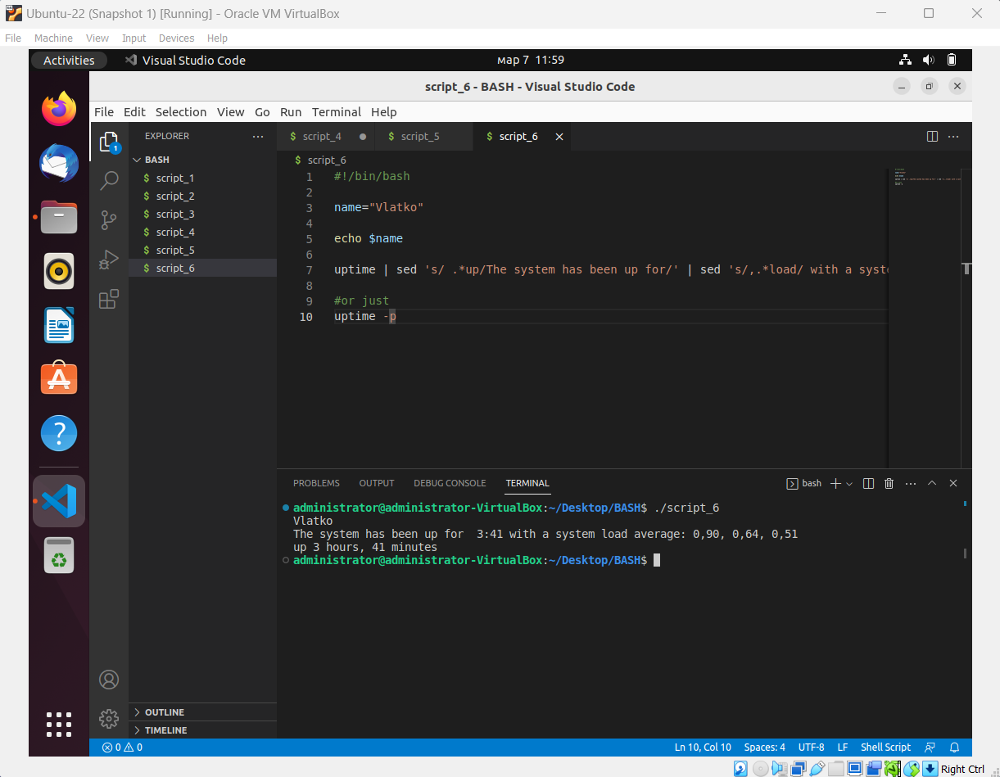 Ubuntu-22 (Snapshot 1) [Running] - Oracle VM VirtualBox
File Machine View Input Devices Help
Activities Visual Studio Code мар 7 11:59
script_6 - BASH - Visual Studio Code
File Edit Selection View Go Run Terminal Help
EXPLORER
script_4 script_5 script_6
1
BASH
script_6
script_1
script_2
script_3
script_4
script_5
script_6
1 #!/bin/bash
2
3 name="Vlatko"
4
5 echo $name
6
7 uptime | sed 's/ .*up/The system has been up for/' | sed 's/,.*load/ with a syst
8
9 #or just
10 uptime -p
PROBLEMS OUTPUT DEBUG CONSOLE TERMINAL bash
administrator@administrator-VirtualBox:~/Desktop/BASH$ ./script_6
Vlatko
The system has been up for  3:41 with a system load average: 0,90, 0,64, 0,51
up 3 hours, 41 minutes
administrator@administrator-VirtualBox:~/Desktop/BASH$
OUTLINE
TIMELINE
0 0 Ln 10, Col 10 Spaces: 4 UTF-8 LF Shell Script
Right Ctrl